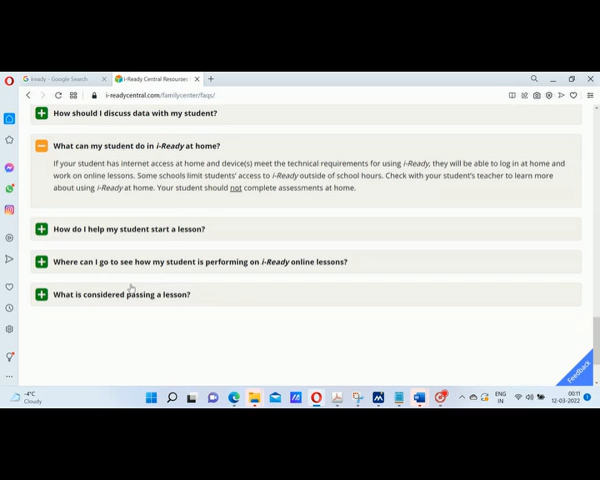 iready - Google Search
i-Ready Central Resources
i-readycentral.com/familycenter/faqs/
How should I discuss data with my student?
What can my student do in i-Ready at home?
If your student has internet access at home and device(s) meet the technical requirements for using i-Ready, they will be able to log in at home and
work on online lessons. Some schools limit students' access to i-Ready outside of school hours. Check with your student's teacher to learn more
about using i-Ready at home. Your student should not complete assessments at home.
How do I help my student start a lesson?
Where can I go to see how my student is performing on i-Ready online lessons?
What is considered passing a lesson?
Feedback
-4°C
Cloudy
ENG
IN
00:11
12-03-2022